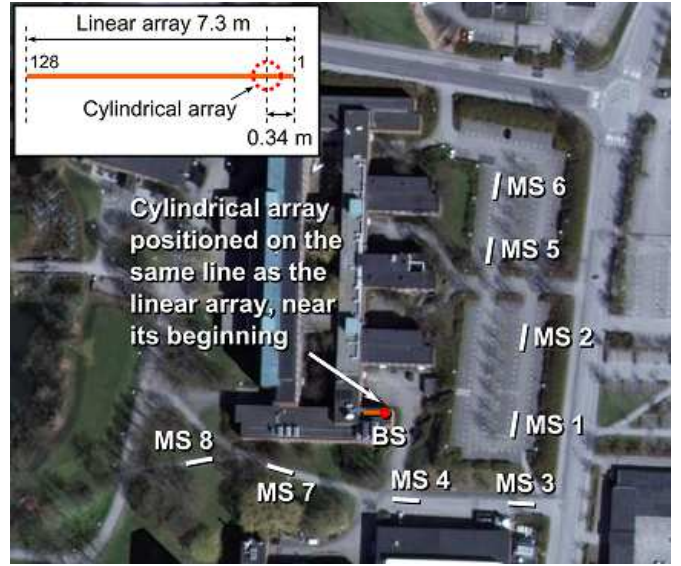 Linear array 7.3 m
128
1
Cylindrical array
0.34 m
Cylindrical array
positioned on the
same line as the
linear array, near
its beginning
MS 6
MS 5
MS 2
MS 1
BS
MS 8
MS 7
MS 4
MS 3